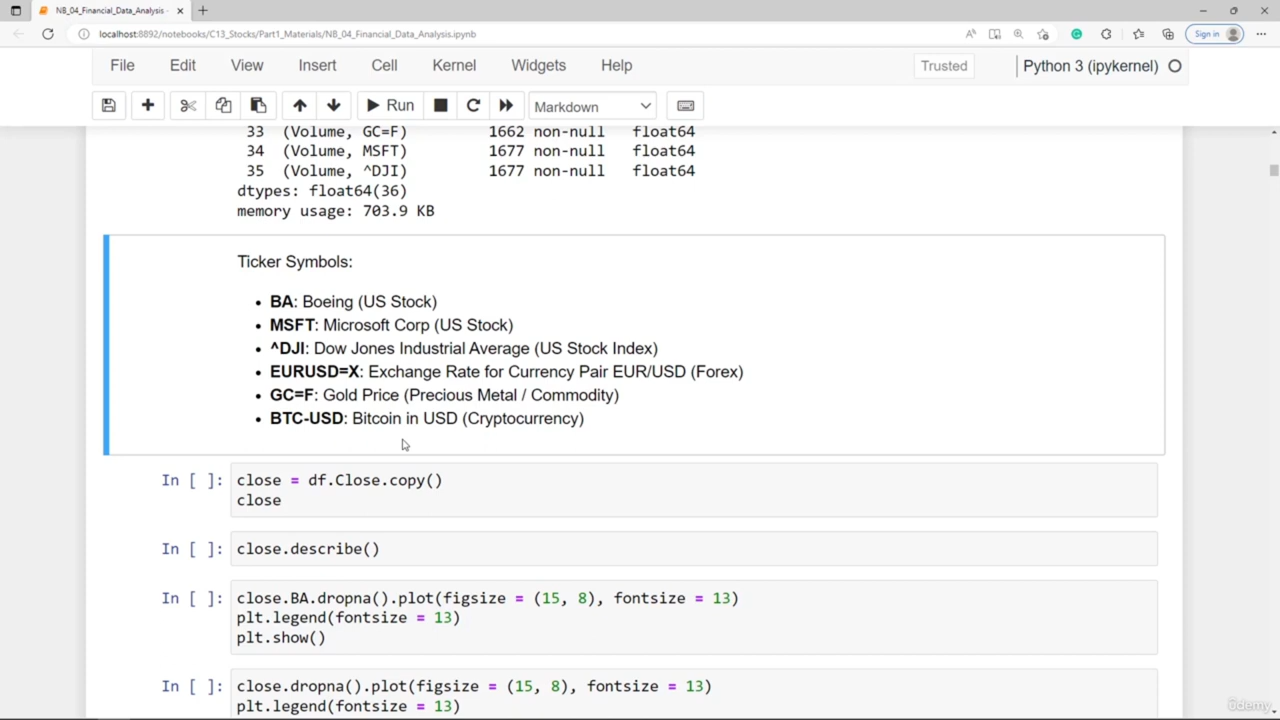 NB_04_Financial_Data_Analysis -
localhost:8892/notebooks/C13_Stocks/Part1_Materials/NB_04_Financial_Data_Analysis.ipynb
Sign in
File Edit View Insert Cell Kernel Widgets Help Trusted Python 3 (ipykernel)
Run Markdown
33 (Volume, GC=F) 1662 non-null float64
34 (Volume, MSFT) 1677 non-null float64
35 (Volume, ^DJI) 1677 non-null float64
dtypes: float64(36)
memory usage: 703.9 KB
Ticker Symbols:
• BA: Boeing (US Stock)
• MSFT: Microsoft Corp (US Stock)
• ^DJI: Dow Jones Industrial Average (US Stock Index)
• EURUSD=X: Exchange Rate for Currency Pair EUR/USD (Forex)
• GC=F: Gold Price (Precious Metal / Commodity)
• BTC-USD: Bitcoin in USD (Cryptocurrency)
In [ ]: close = df.Close.copy()
close
In [ ]: close.describe()
In [ ]: close.BA.dropna().plot(figsize = (15, 8), fontsize = 13)
plt.legend(fontsize = 13)
plt.show()
In [ ]: close.dropna().plot(figsize = (15, 8), fontsize = 13)
plt.legend(fontsize = 13)
ûdemy